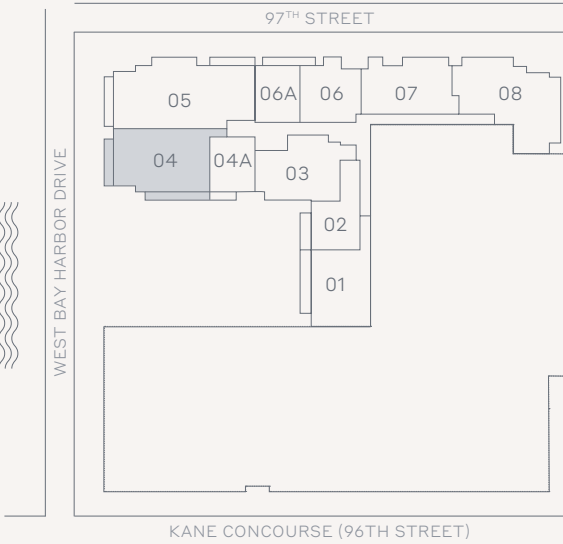 97TH STREET
05
06A
06
07
08
04
04A
03
02
01
WEST BAY HARBOR DRIVE
KANE CONCOURSE (96TH STREET)